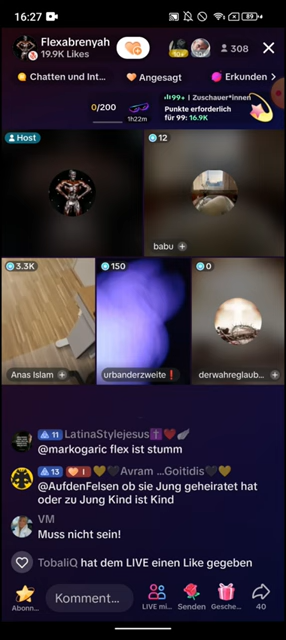 16:27
89
Flexabrenyah
19.9K Likes
308
Chatten und Int...
Angesagt
Erkunden
0/200
1h22m
99+ | Zuschauer*innen
Punkte erforderlich
für 99: 16.9K
Host
12
babu
3.3K
150
0
Anas Islam
urbanderzweite❗
derwahreglaub...
11 LatinaStylejesus✝️❤️🪽
@markogaric flex ist stumm
13 I 💛🖤Avram ...Goitidis🖤💛
@AufdenFelsen ob sie Jung geheiratet hat
oder zu Jung Kind ist Kind
VM
Muss nicht sein!
TobaliQ hat dem LIVE einen Like gegeben
Abonn...
Komment...
LIVE mi...
Senden
Gesche...
40